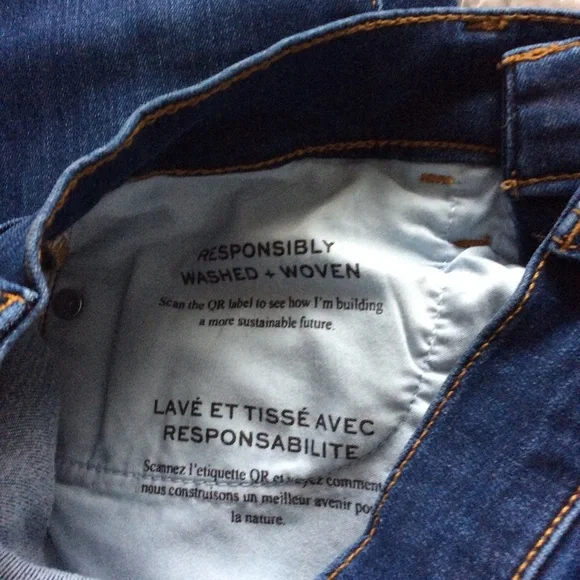 RESPONSIBLY
WASHED + WOVEN
Scan the QR label to see how I'm building
a more sustainable future.
LAVÉ ET TISSÉ AVEC
RESPONSABILITE
Scannez l'etiquette QR et voyez comment
nous construisons un meilleur avenir
la nature.